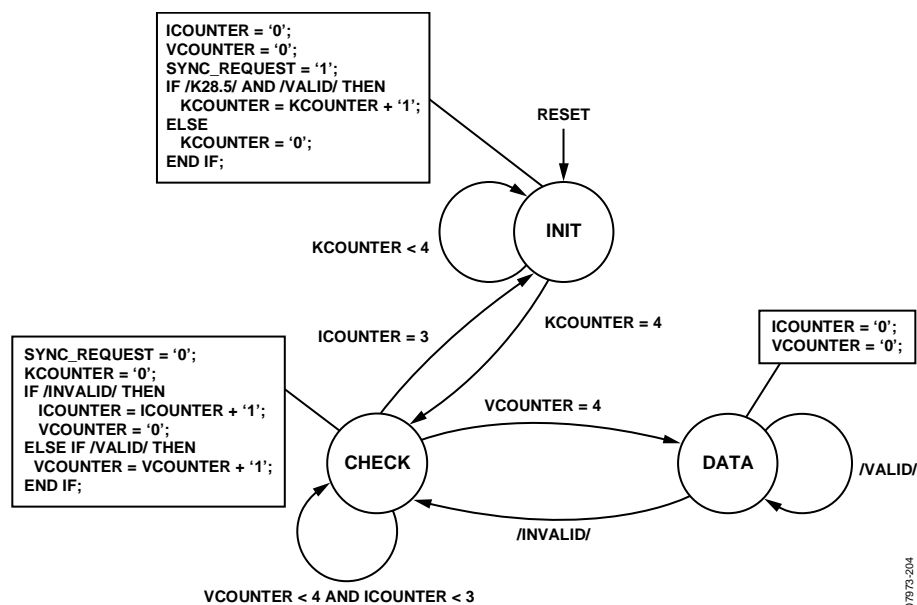 ICOUNTER = ‘0’;
VCOUNTER = ‘0’;
SYNC_REQUEST = ‘1’;
IF /K28.5/ AND /VALID/ THEN
KCOUNTER = KCOUNTER + ‘1’;
ELSE
KCOUNTER = ‘0’;
END IF;
RESET
INIT
KCOUNTER < 4
ICOUNTER = 3
KCOUNTER = 4
ICOUNTER = ‘0’;
VCOUNTER = ‘0’;
SYNC_REQUEST = ‘0’;
KCOUNTER = ‘0’;
IF /INVALID/ THEN
ICOUNTER = ICOUNTER + ‘1’;
VCOUNTER = ‘0’;
ELSE IF /VALID/ THEN
VCOUNTER = VCOUNTER + ‘1’;
END IF;
VCOUNTER = 4
CHECK
DATA
/VALID/
/INVALID/
VCOUNTER < 4 AND ICOUNTER < 3
07973-204